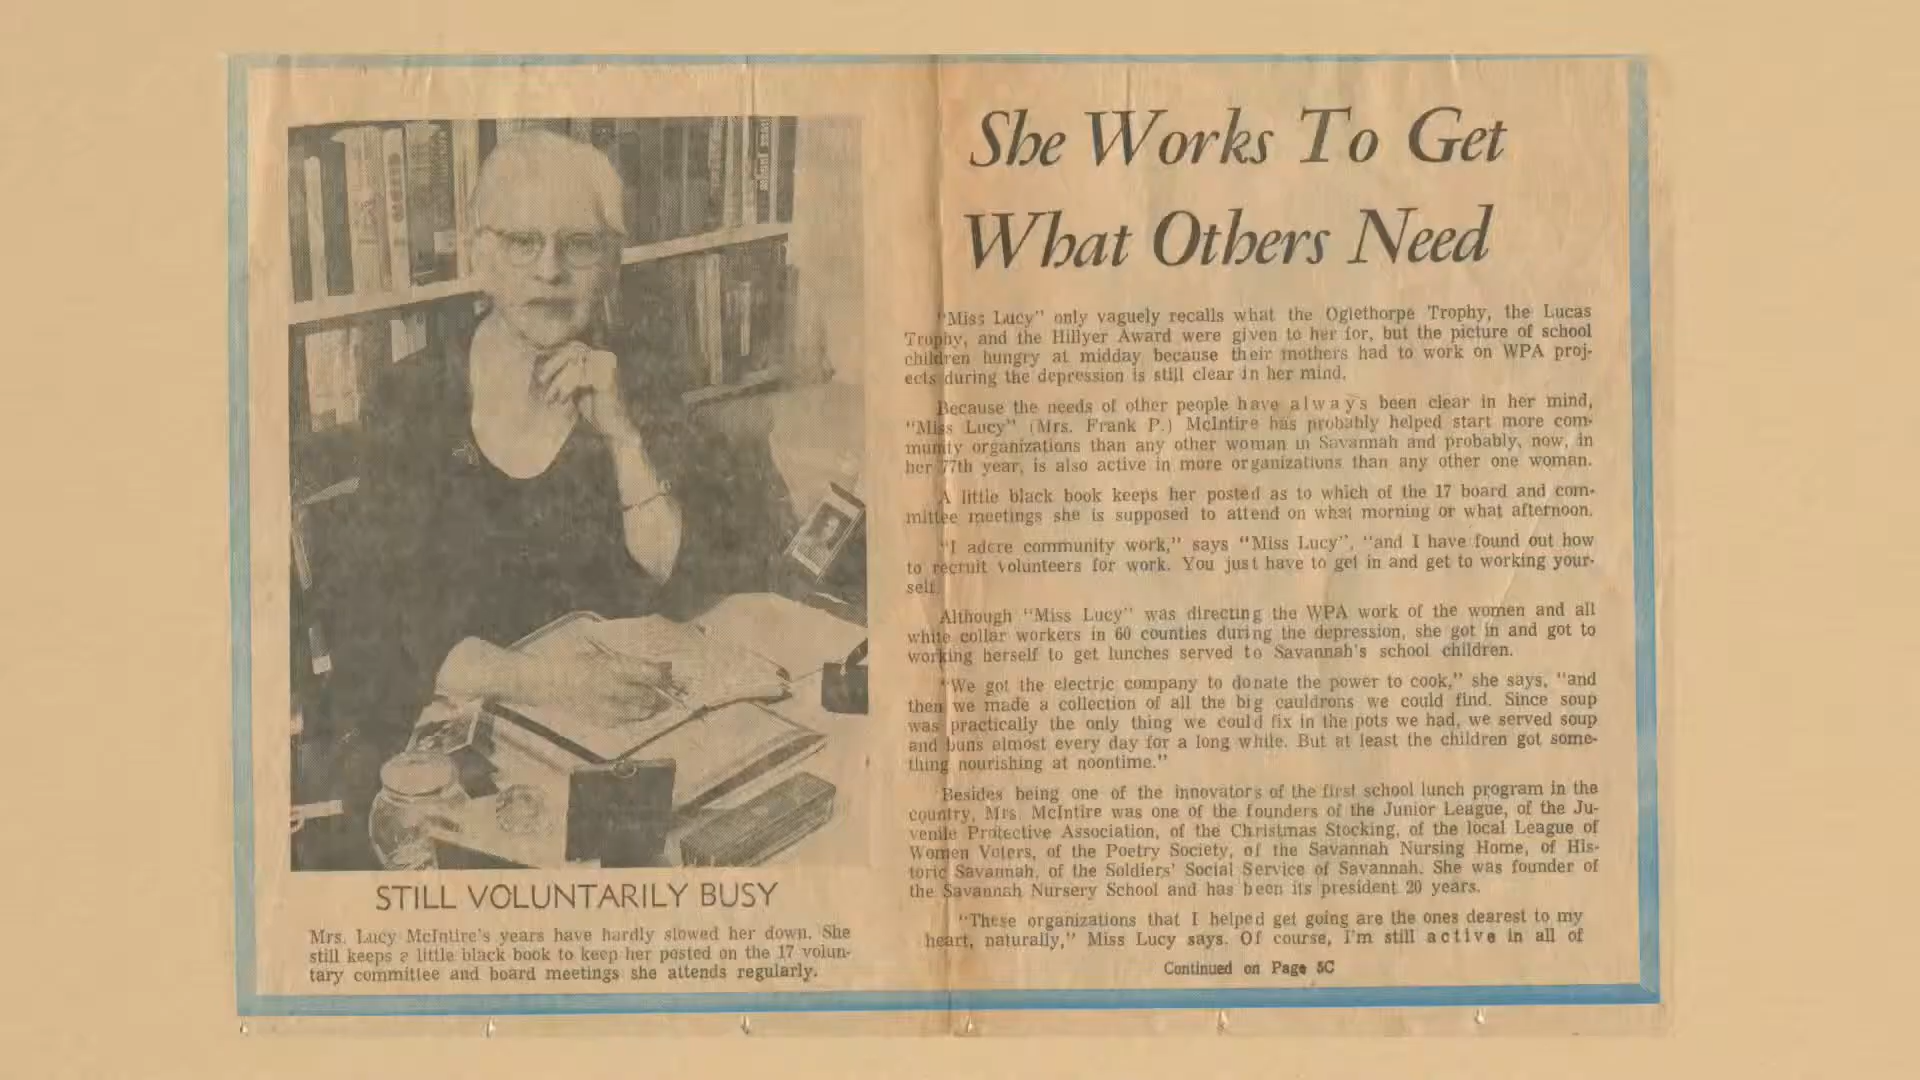 She Works To Get
What Others Need
"Miss Lucy" only vaguely recalls what the Oglethorpe Trophy, the Lucas
Trophy, and the Hillyer Award were given to her for, but the picture of school
children hungry at midday because their mothers had to work on WPA proj-
ects during the depression is still clear in her mind.
Because the needs of other people have always been clear in her mind,
"Miss Lucy" (Mrs. Frank P.) McIntire has probably helped start more com-
munity organizations than any other woman in Savannah and probably, now, in
her 77th year, is also active in more organizations than any other one woman.
A little black book keeps her posted as to which of the 17 board and com-
mittee meetings she is supposed to attend on what morning or what afternoon.
"I adore community work," says "Miss Lucy", "and I have found out how
to recruit volunteers for work. You just have to get in and get to working your-
self.
Although "Miss Lucy" was directing the WPA work of the women and all
white collar workers in 60 counties during the depression, she got in and got to
working herself to get lunches served to Savannah's school children.
"We got the electric company to donate the power to cook," she says, "and
then we made a collection of all the big cauldrons we could find. Since soup
was practically the only thing we could fix in the pots we had, we served soup
and buns almost every day for a long while. But at least the children got some-
thing nourishing at noontime."
Besides being one of the innovators of the first school lunch program in the
country, Mrs. McIntire was one of the founders of the Junior League, of the Ju-
venile Protective Association, of the Christmas Stocking, of the local League of
Women Voters, of the Poetry Society, of the Savannah Nursing Home, of His-
toric Savannah, of the Soldiers' Social Service of Savannah. She was founder of
the Savannah Nursery School and has been its president 20 years.
"These organizations that I helped get going are the ones dearest to my
heart, naturally," Miss Lucy says. Of course, I'm still active in all of
Continued on Page 5C
STILL VOLUNTARILY BUSY
Mrs. Lucy McIntire's years have hardly slowed her down. She
still keeps a little black book to keep her posted on the 17 volun-
tary committee and board meetings she attends regularly.